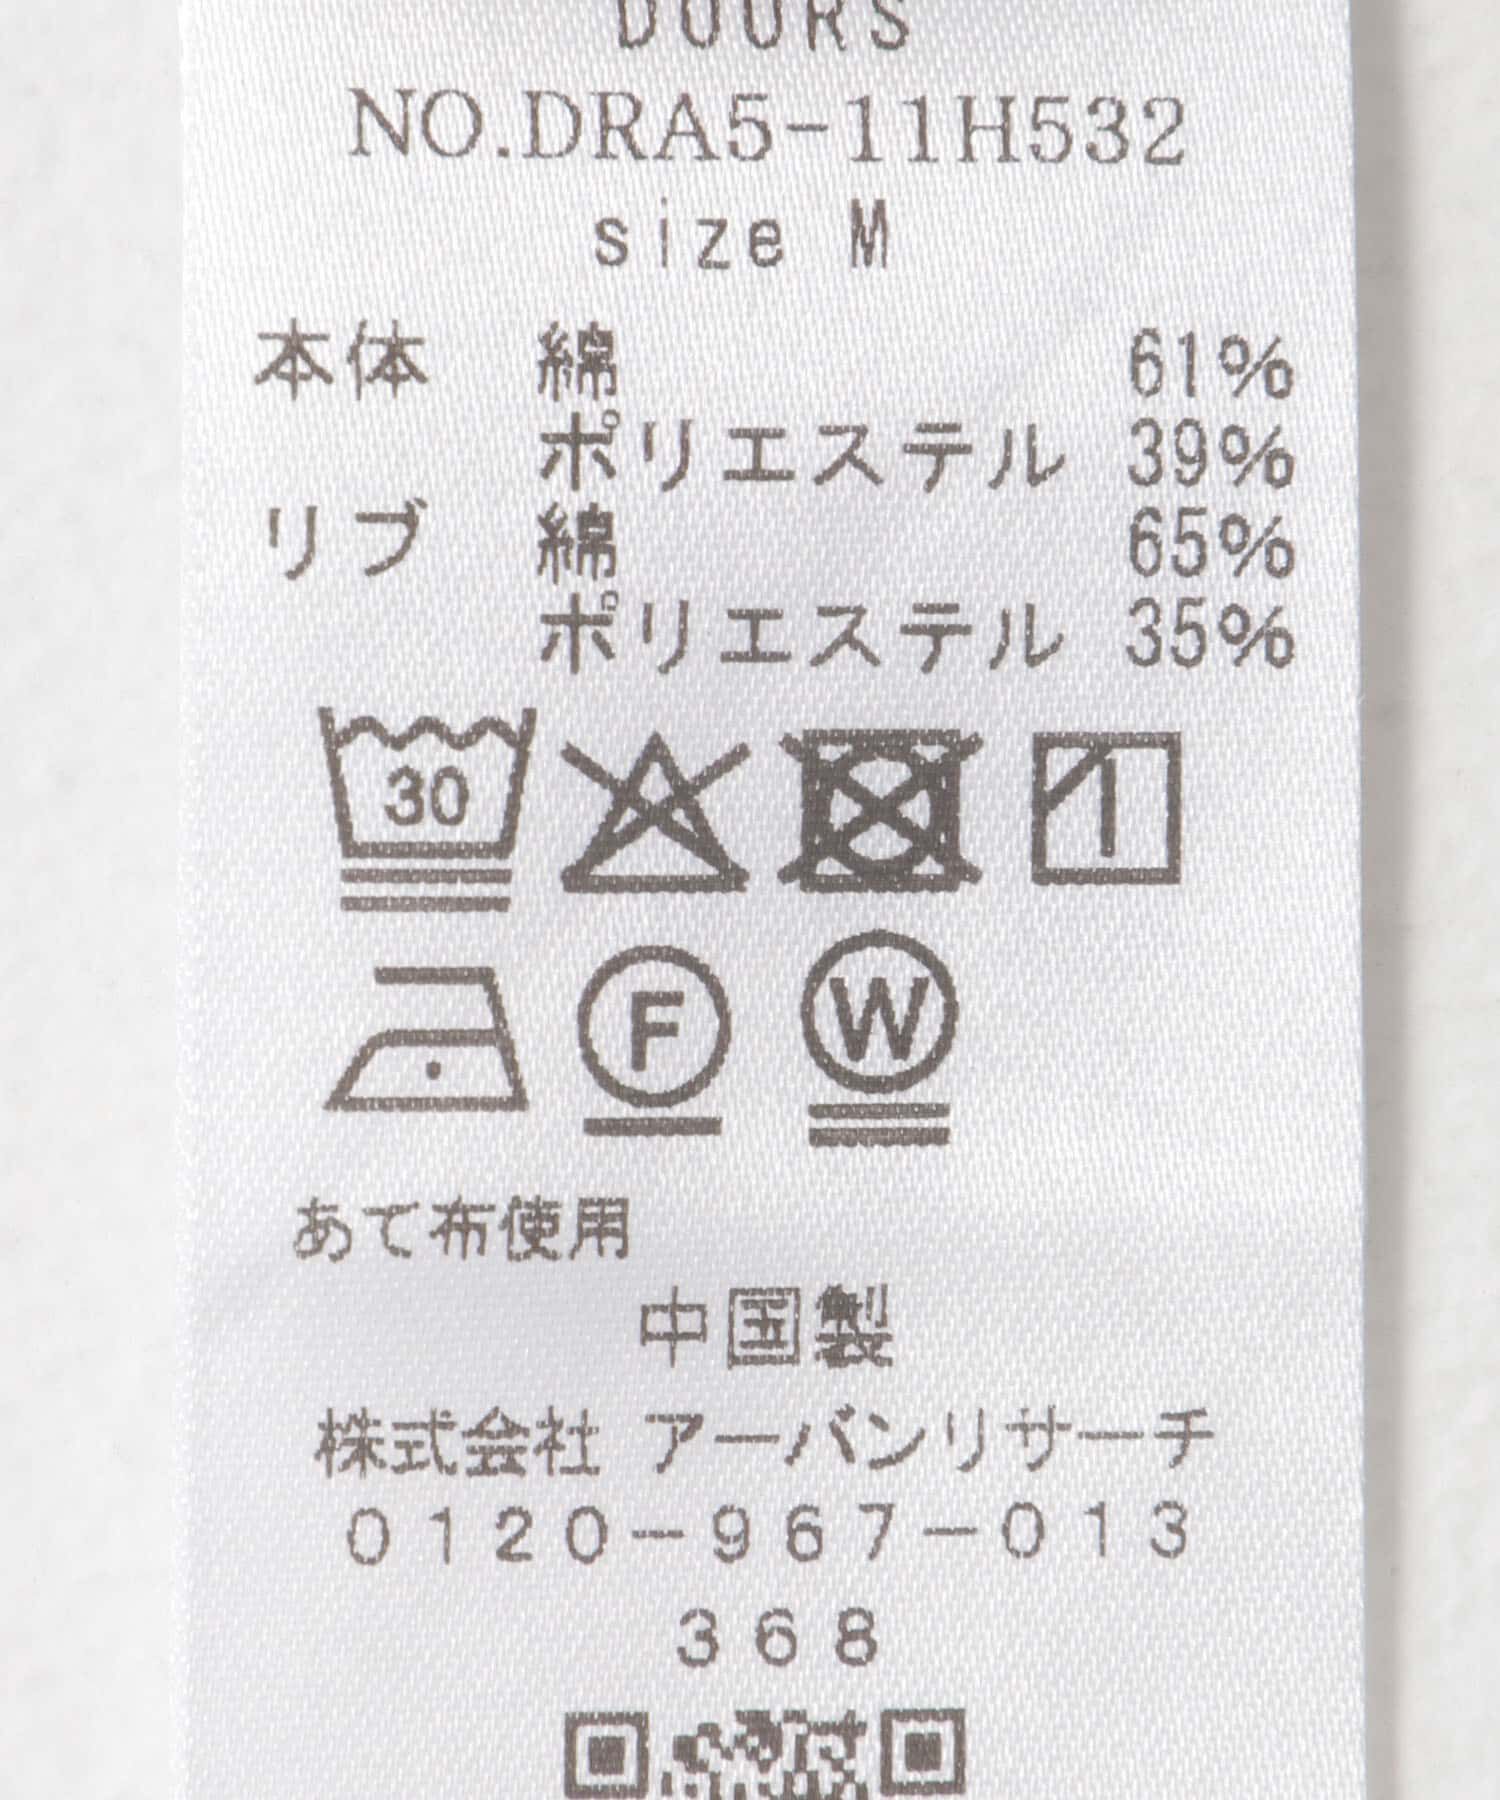 DOORS
NO.DRA5-11H532
size M
本体 綿 61%
ポリエステル 39%
リブ 綿 65%
ポリエステル 35%
30
F W
あて布使用
中国製
株式会社 アーバンリサーチ
0120-967-013
368